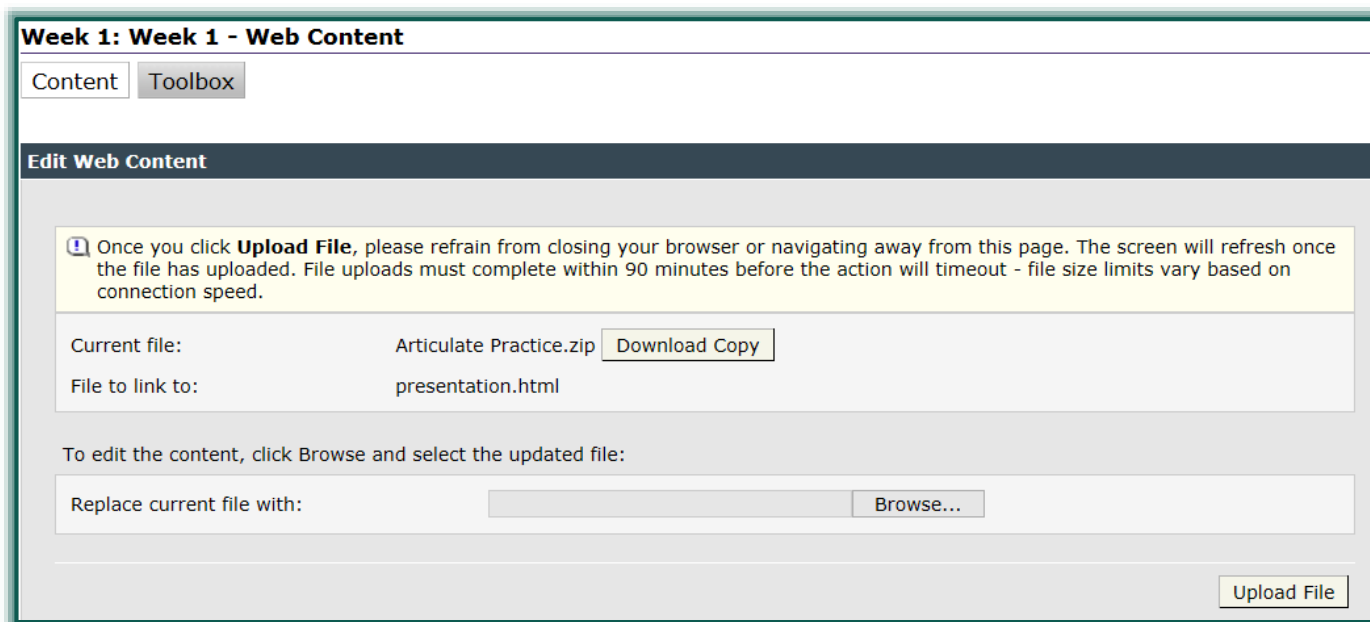 Week 1: Week 1 - Web Content
Content Toolbox
Edit Web Content
Once you click Upload File, please refrain from closing your browser or navigating away from this page. The screen will refresh once
the file has uploaded. File uploads must complete within 90 minutes before the action will timeout - file size limits vary based on
connection speed.
Current file: Articulate Practice.zip Download Copy
File to link to: presentation.html
To edit the content, click Browse and select the updated file:
Replace current file with: Browse...
Upload File